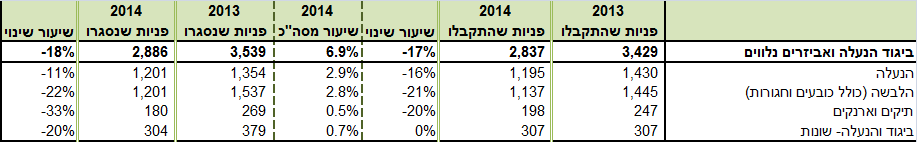 2013 2014 2014 2013 2014
פניות שהתקבלו פניות שהתקבלו שיעור שינוי שיעור מסה"כ פניות שנסגרו פניות שנסגרו שיעור שינוי
ביגוד הנעלה ואביזרים נלווים 3,429 2,837 -17% 6.9% 3,539 2,886 -18%
הנעלה 1,430 1,195 -16% 2.9% 1,354 1,201 -11%
הלבשה (כולל כובעים וחגורות) 1,445 1,137 -21% 2.8% 1,537 1,201 -22%
תיקים וארנקים 247 198 -20% 0.5% 269 180 -33%
ביגוד והנעלה- שונות 307 307 0% 0.7% 379 304 -20%